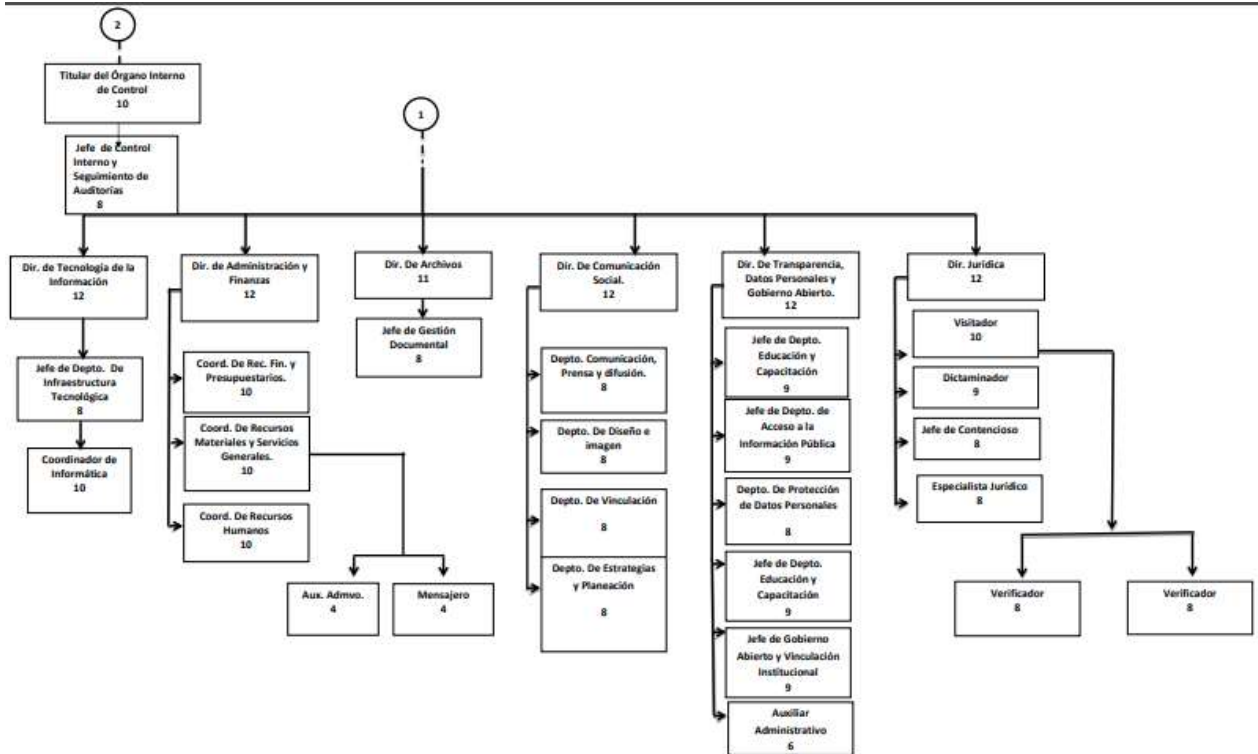 2
Titular del Órgano Interno
de Control
10
Jefe de Control
Interno y
Seguimiento de
Auditorías
8
1
Dir. de Tecnología de la
Información
12
Jefe de Depto. De
Infraestructura
Tecnológica
8
Coordinador de
Informática
10
Dir. de Administración y
Finanzas
12
Coord. De Rec. Fin. y
Presupuestarios.
10
Coord. De Recursos
Materiales y Servicios
Generales.
10
Coord. De Recursos
Humanos
10
Aux. Admvo.
4
Mensajero
4
Dir. De Archivos
11
Jefe de Gestión
Documental
8
Dir. De Comunicación
Social.
12
Depto. Comunicación,
Prensa y difusión.
8
Depto. De Diseño e
imagen
8
Depto. De Vinculación
8
Depto. De Estrategias
y Planeación
8
Dir. De Transparencia,
Datos Personales y
Gobierno Abierto.
12
Jefe de Depto.
Educación y
Capacitación
9
Jefe de Depto. de
Acceso a la
Información Pública
9
Depto. De Protección
de Datos Personales
8
Jefe de Depto.
Educación y
Capacitación
9
Jefe de Gobierno
Abierto y Vinculación
Institucional
9
Auxiliar
Administrativo
6
Dir. Jurídica
12
Visitador
10
Dictaminador
9
Jefe de Contencioso
8
Especialista Jurídico
8
Verificador
8
Verificador
8